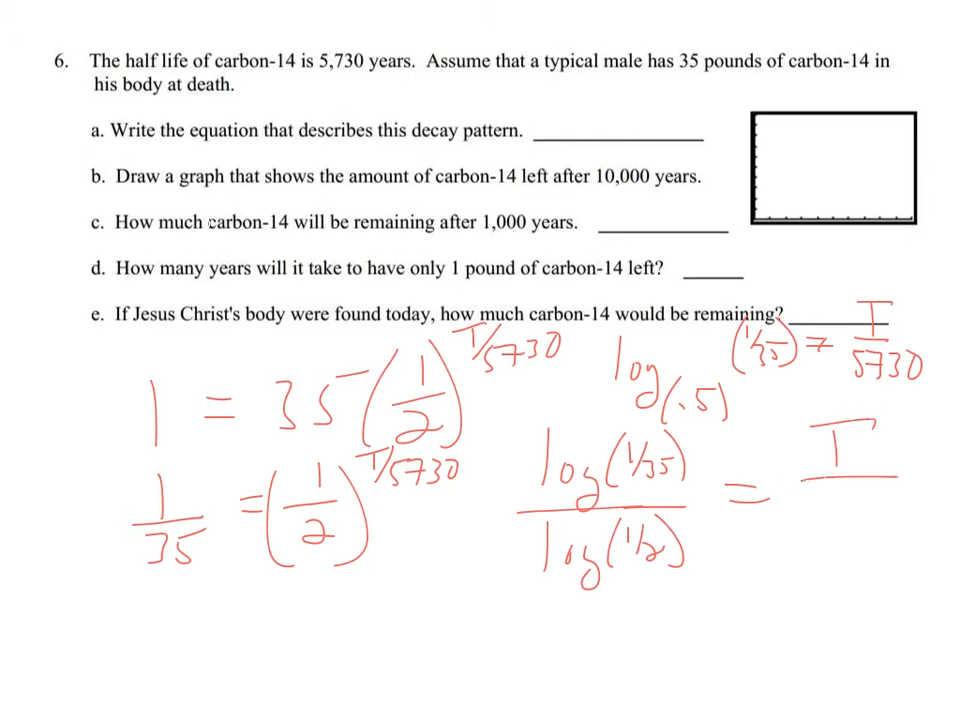 6. The half life of carbon-14 is 5,730 years. Assume that a typical male has 35 pounds of carbon-14 in
his body at death.
a. Write the equation that describes this decay pattern. ____________
b. Draw a graph that shows the amount of carbon-14 left after 10,000 years.
c. How much carbon-14 will be remaining after 1,000 years. ____________
d. How many years will it take to have only 1 pound of carbon-14 left? ______
e. If Jesus Christ's body were found today, how much carbon-14 would be remaining? __________
1 = 35 (1/2)^T/5730
log(.5) (1/35) = T/5730
1/35 = (1/2)^T/5730
log(1/35)/log(1/2) = T/